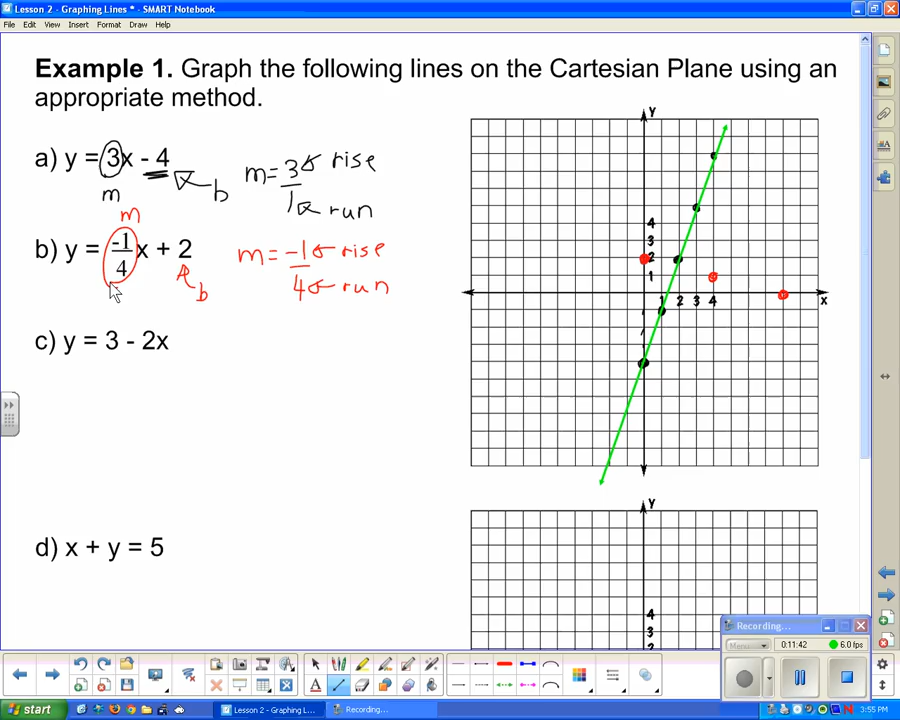 Lesson 2 - Graphing Lines * - SMART Notebook
File Edit View Insert Format Draw Help
Example 1. Graph the following lines on the Cartesian Plane using an
appropriate method.
a) y = 3x - 4
m
b
m = 3 rise
1 run
m
b) y = -1/4 x + 2
b
m = -1 rise
4 run
c) y = 3 - 2x
d) x + y = 5
Y
4
3
2
1
1 2 3 4
x
Y
4
3
2
Recording...
Menu
0:11:42
6.0 fps
start
Lesson 2 - Graphing L...
Recording...
3:55 PM